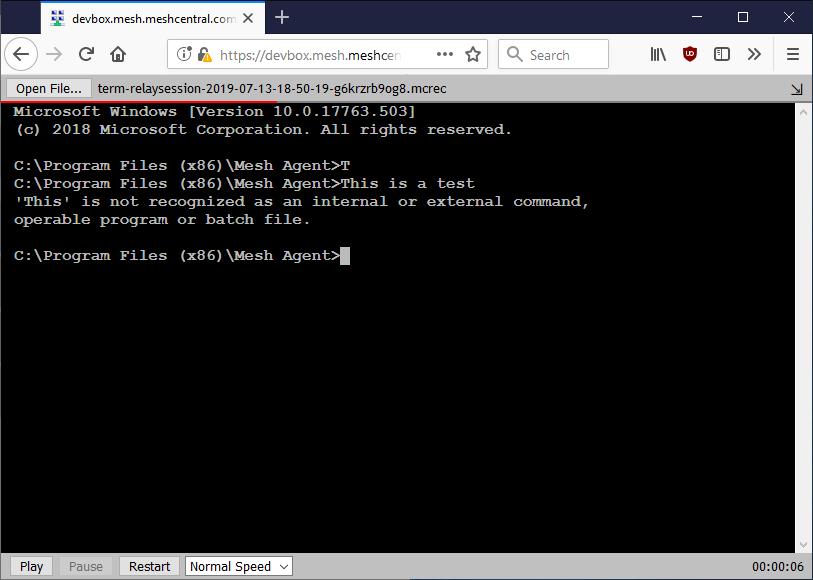 devbox.mesh.meshcentral.com
https://devbox.mesh.meshcen
Search
Open File...
term-relaysession-2019-07-13-18-50-19-g6krzrb9og8.mcrec
Microsoft Windows [Version 10.0.17763.503]
(c) 2018 Microsoft Corporation. All rights reserved.
C:\Program Files (x86)\Mesh Agent>T
C:\Program Files (x86)\Mesh Agent>This is a test
'This' is not recognized as an internal or external command,
operable program or batch file.
C:\Program Files (x86)\Mesh Agent>
Play Pause Restart Normal Speed 00:00:06